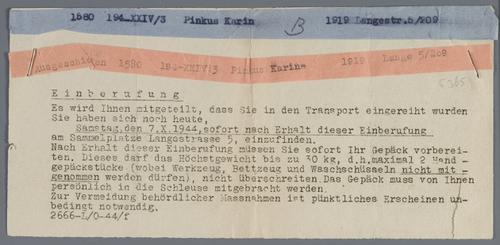 1580 194-XXIV/3 Pinkus Karin B 1919 Langestr.5/209
Ausgeschieden 1580 194-XXIV/3 Pinkus Karin 1919 Lange 5/209
Einberufung
Es wird Ihnen mitgeteilt, dass Sie in den Transport eingereiht wurden
Sie haben sich noch heute,
Samstag,den 7.X.1944,sofort nach Erhalt dieser Einberufung
am Sammelplatze Langestrasse 5, einzufinden.
Nach Erhalt dieser Einberufung müssen Sie sofort Ihr Gepäck vorberei-
ten. Dieses darf das Höchstgewicht bis zu 30 kg, d.h.maximal 2 Hand-
gepäckstücke (wobei Werkzeug, Bettzeug und Waschschüsseln nicht mit-
genommen werden dürfen), nicht überschreiten.Das Gepäck muss von Ihnen
persönlich in die Schleuse mitgebracht werden.
Zur Vermeidung behördlicher Massnahmen ist pünktliches Erscheinen un-
bedingt notwendig.
2666-L/0-44/f